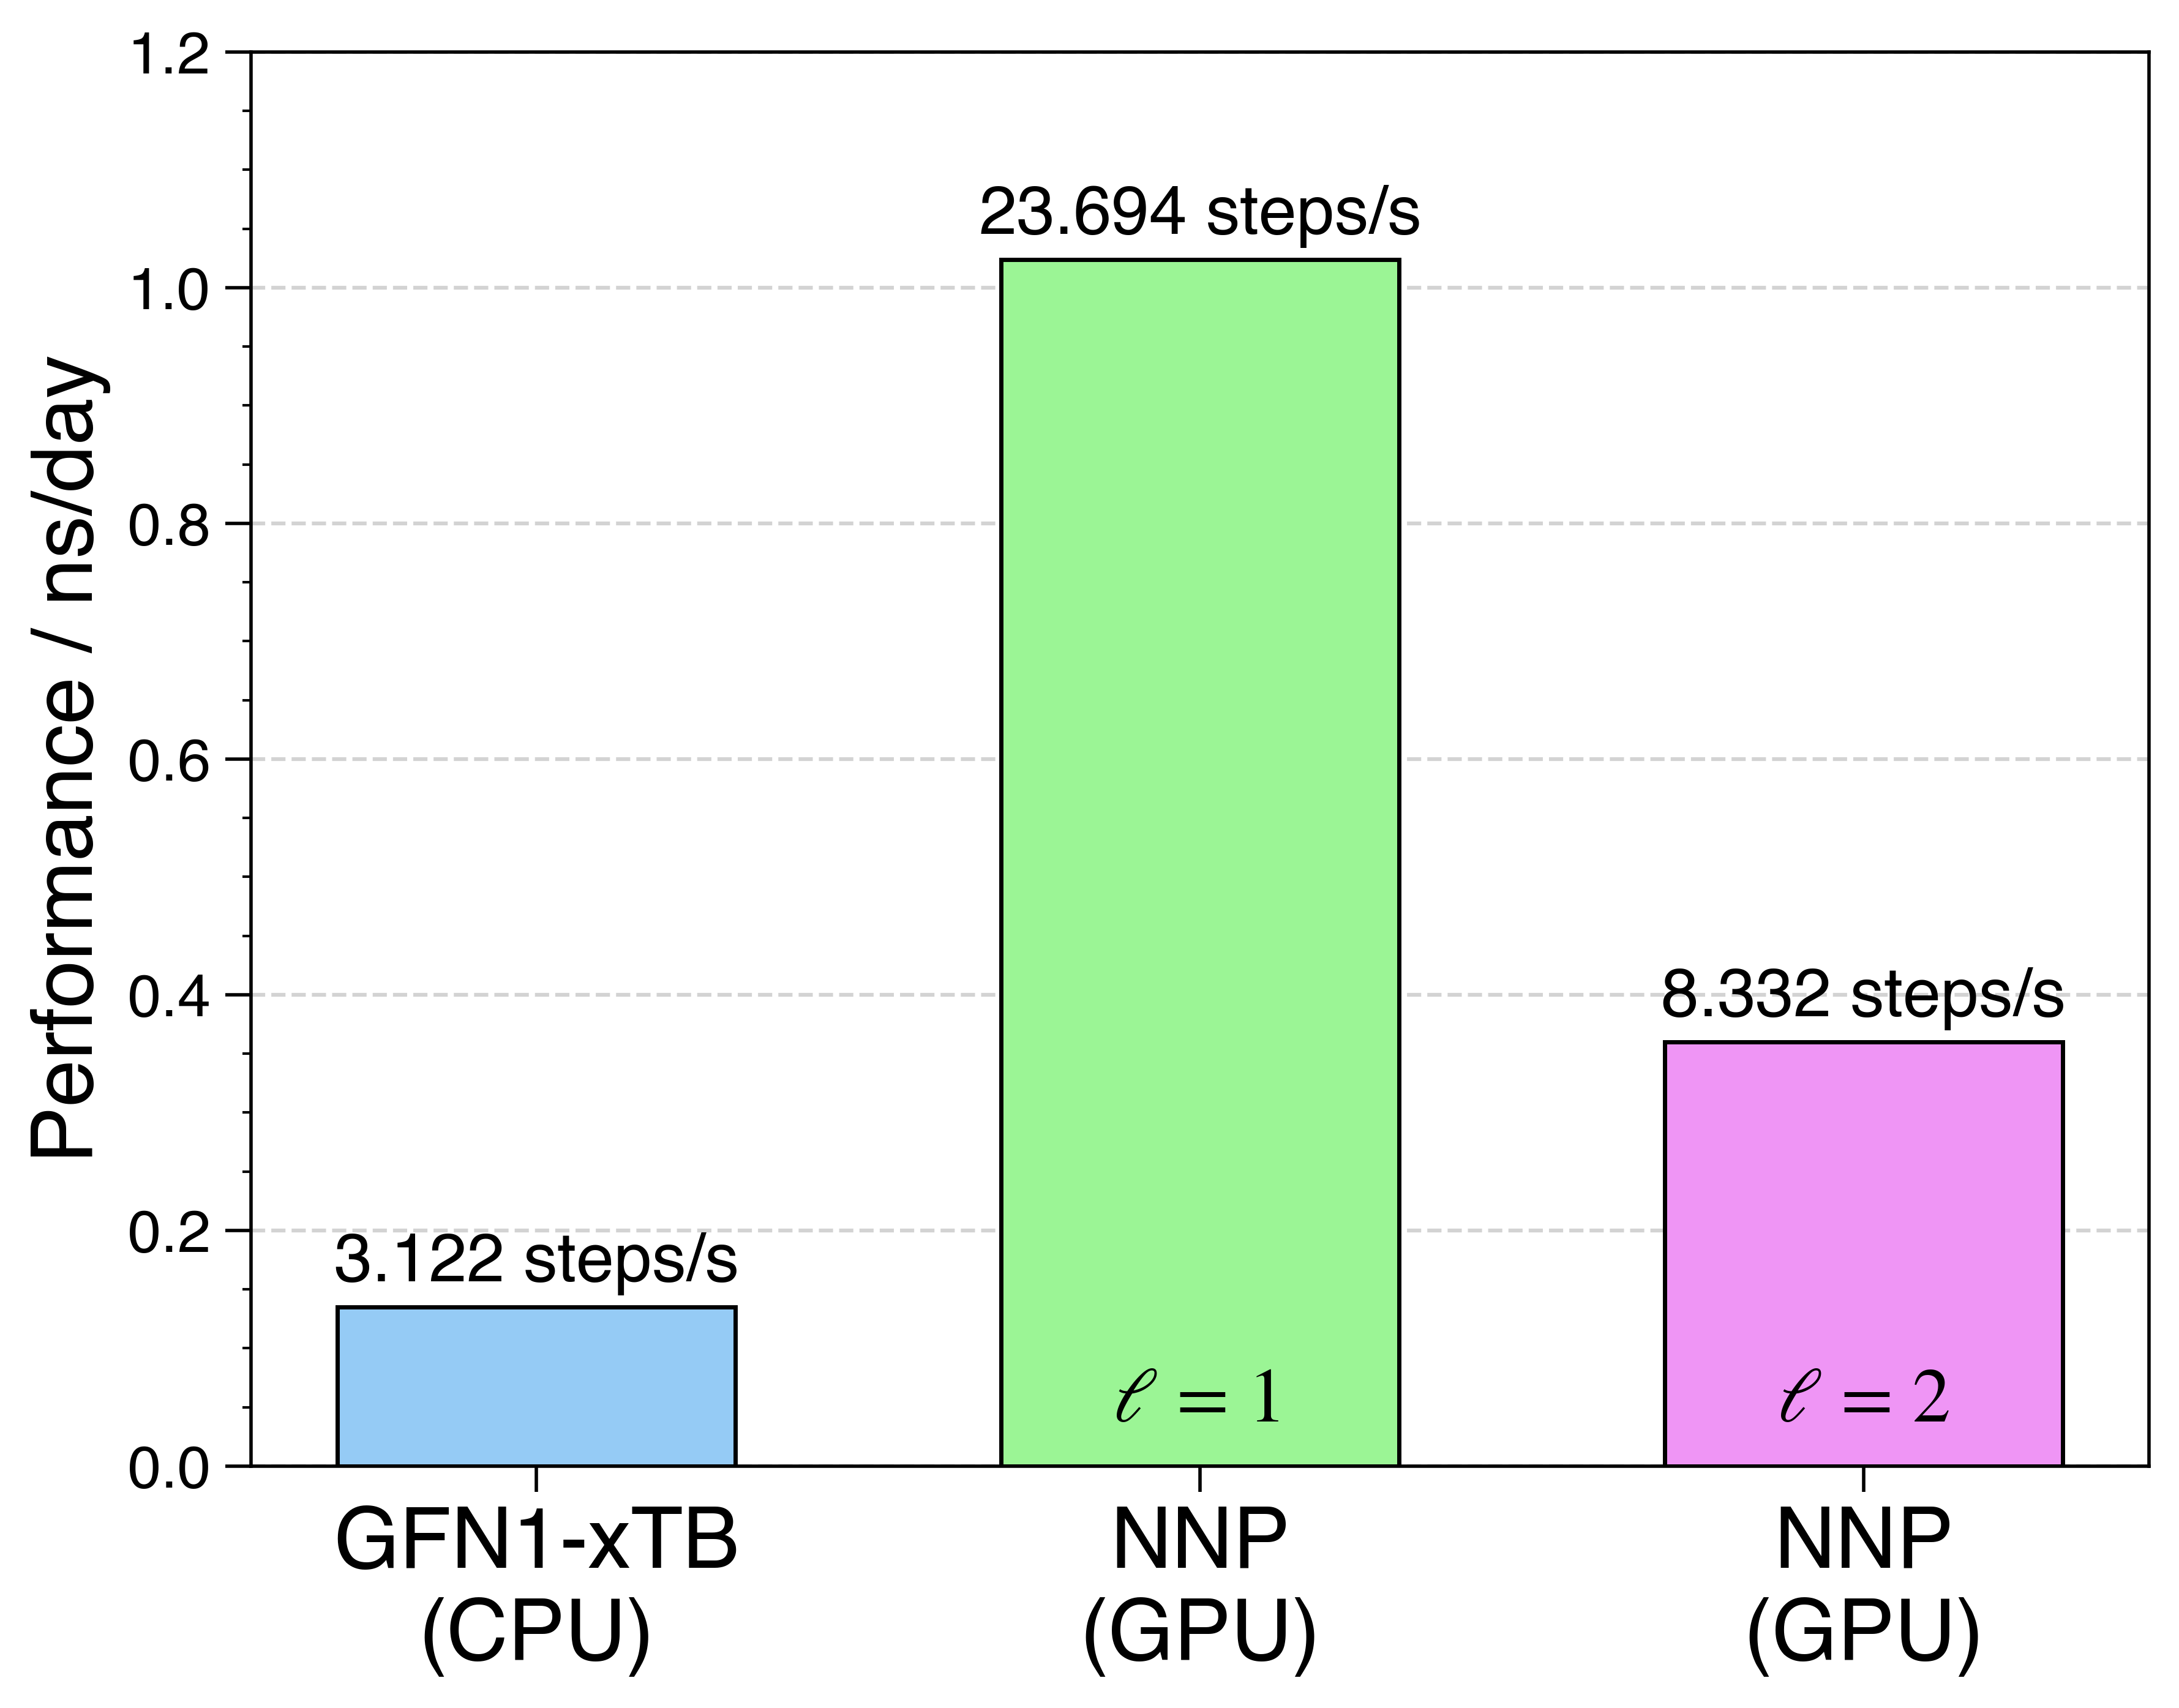 Performance / ns/day
1.2
1.0
0.8
0.6
0.4
0.2
0.0
23.694 steps/s
8.332 steps/s
3.122 steps/s
ℓ = 1
ℓ = 2
GFN1-xTB
(CPU)
NNP
(GPU)
NNP
(GPU)